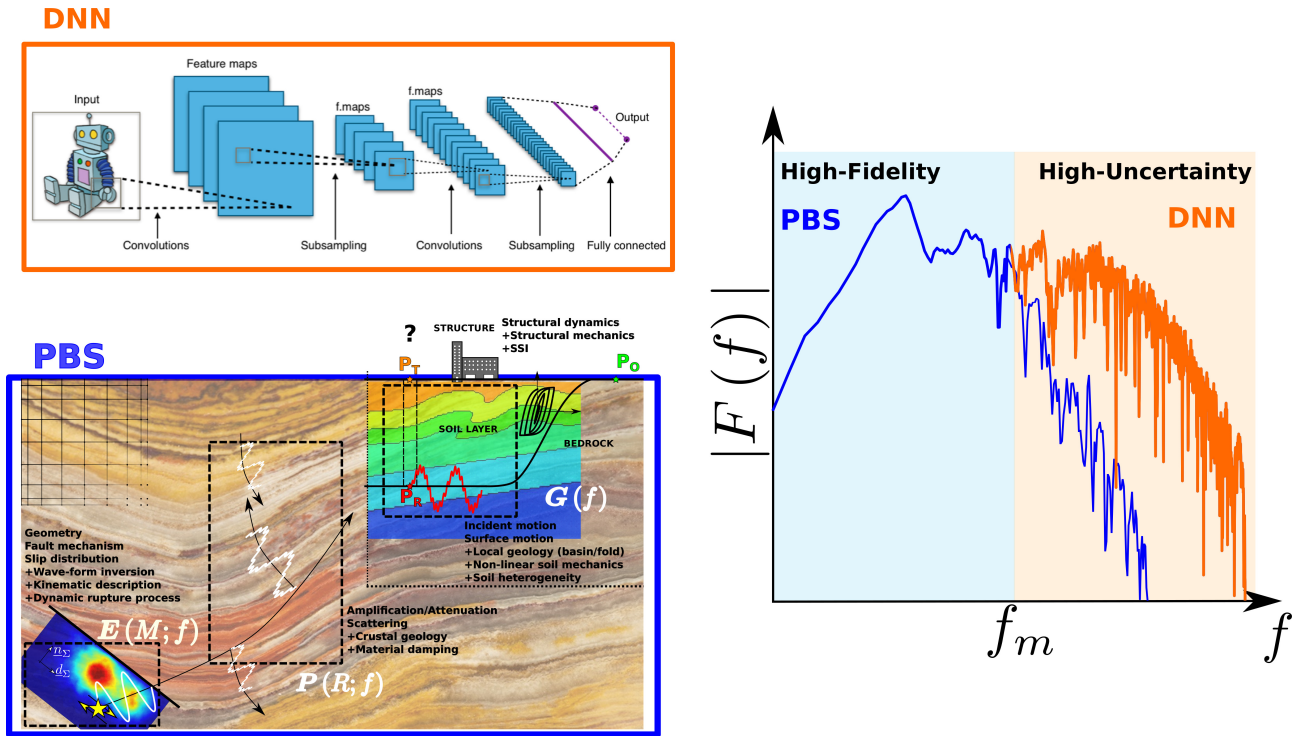 DNN
Feature maps
Input
f.maps
f.maps
Output
Convolutions
Subsampling
Convolutions
Subsampling
Fully connected
PBS
?
STRUCTURE
Structural dynamics
+Structural mechanics
+SSI
P_T
P_O
SOIL LAYER
BEDROCK
P_R
G(f)
Incident motion
Surface motion
+Local geology (basin/fold)
+Non-linear soil mechanics
+Soil heterogeneity
Geometry
Fault mechanism
Slip distribution
+Wave-form inversion
+Kinematic description
+Dynamic rupture process
E(M;f)
n_Σ
d_Σ
Amplification/Attenuation
Scattering
+Crustal geology
+Material damping
P(R;f)
High-Fidelity
High-Uncertainty
PBS
DNN
|F(f)|
f_m
f